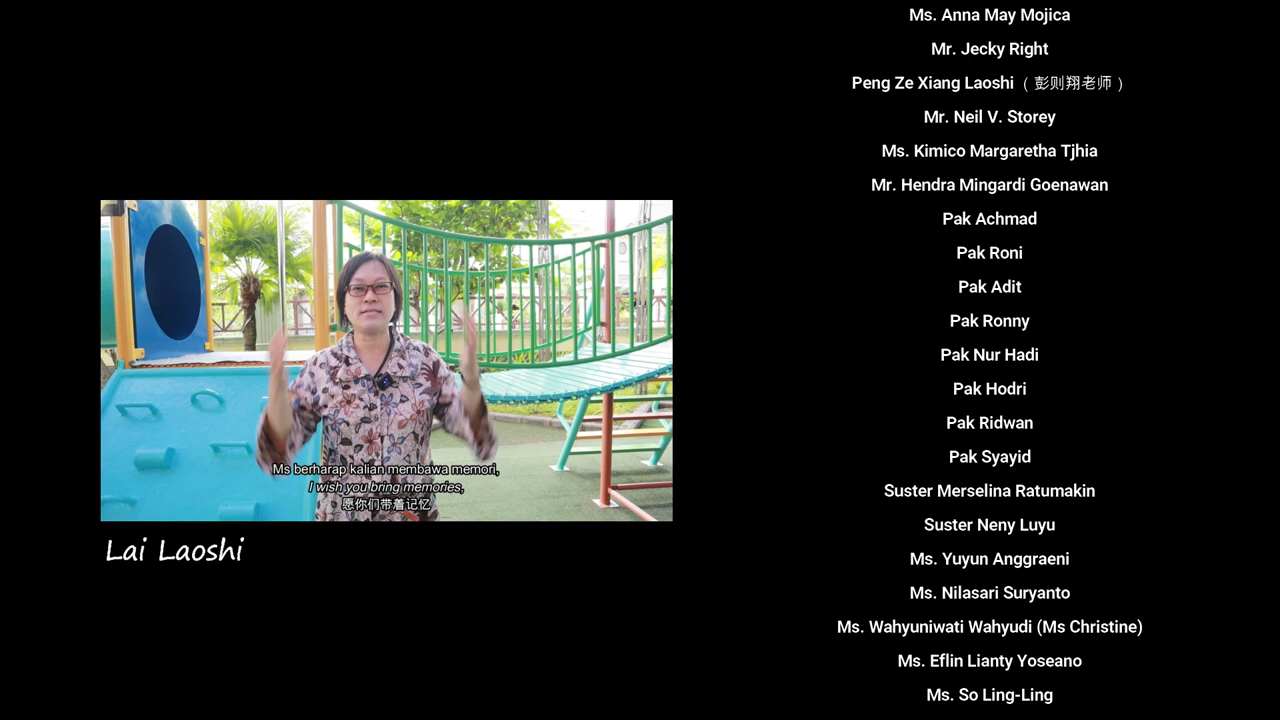 Ms berharap kalian membawa memori,
I wish you bring memories,
愿你们带着记忆
Lai Laoshi
Ms. Anna May Mojica
Mr. Jecky Right
Peng Ze Xiang Laoshi （彭则翔老师）
Mr. Neil V. Storey
Ms. Kimico Margaretha Tjhia
Mr. Hendra Mingardi Goenawan
Pak Achmad
Pak Roni
Pak Adit
Pak Ronny
Pak Nur Hadi
Pak Hodri
Pak Ridwan
Pak Syayid
Suster Merselina Ratumakin
Suster Neny Luyu
Ms. Yuyun Anggraeni
Ms. Nilasari Suryanto
Ms. Wahyuniwati Wahyudi (Ms Christine)
Ms. Eflin Lianty Yoseano
Ms. So Ling-Ling